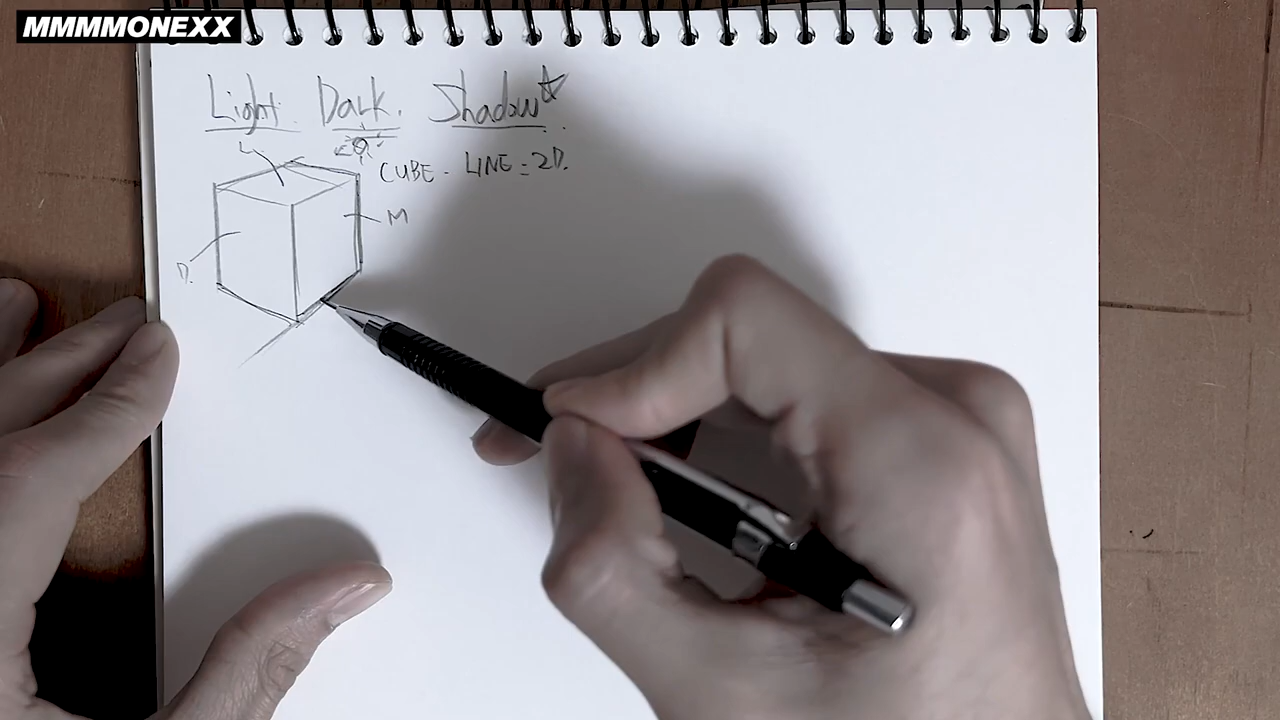 MMMMONEXX
Light. Dark. Shadow
L
CUBE - LINE = 2D.
M
D.